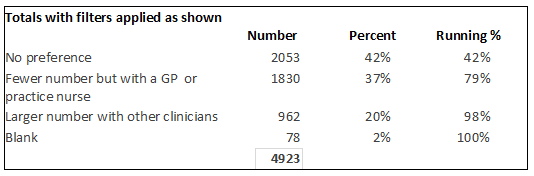 Totals with filters applied as shown
Number Percent Running %
No preference 2053 42% 42%
Fewer number but with a GP or 1830 37% 79%
practice nurse
Larger number with other clinicians 962 20% 98%
Blank 78 2% 100%
4923